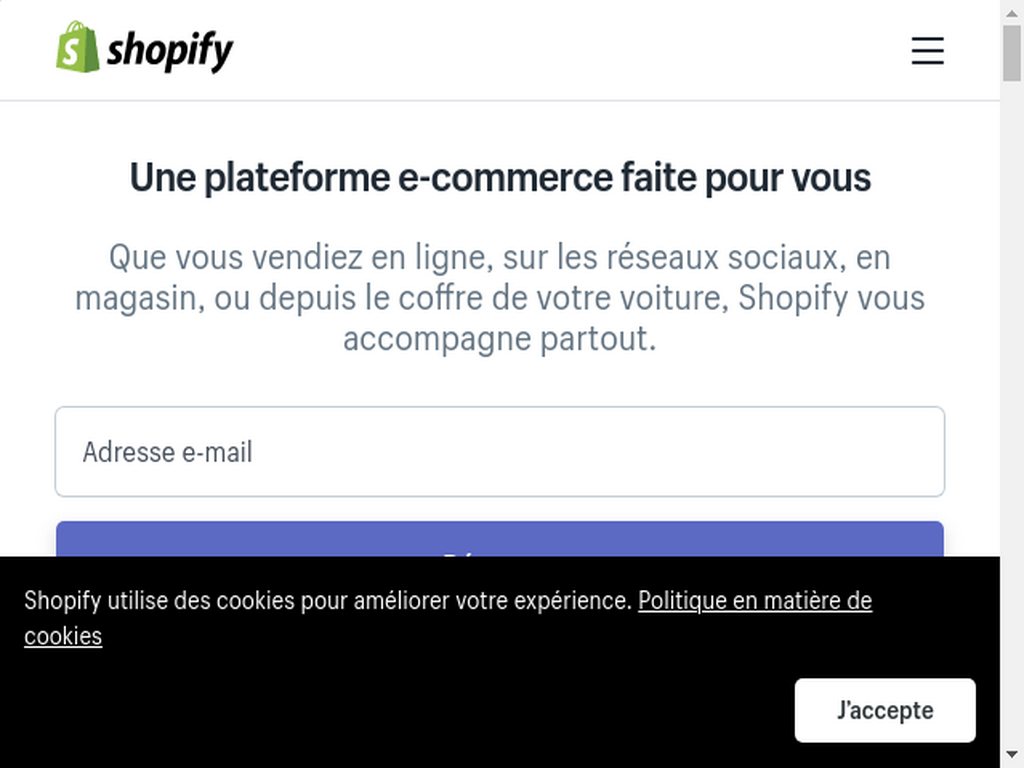 shopify
Une plateforme e-commerce faite pour vous
Que vous vendiez en ligne, sur les réseaux sociaux, en
magasin, ou depuis le coffre de votre voiture, Shopify vous
accompagne partout.
Adresse e-mail
Shopify utilise des cookies pour améliorer votre expérience. Politique en matière de
cookies
J'accepte